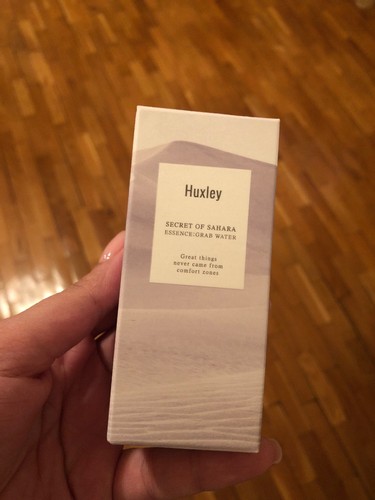 Huxley
SECRET OF SAHARA
ESSENCE:GRAB WATER
Great things
never came from
comfort zones